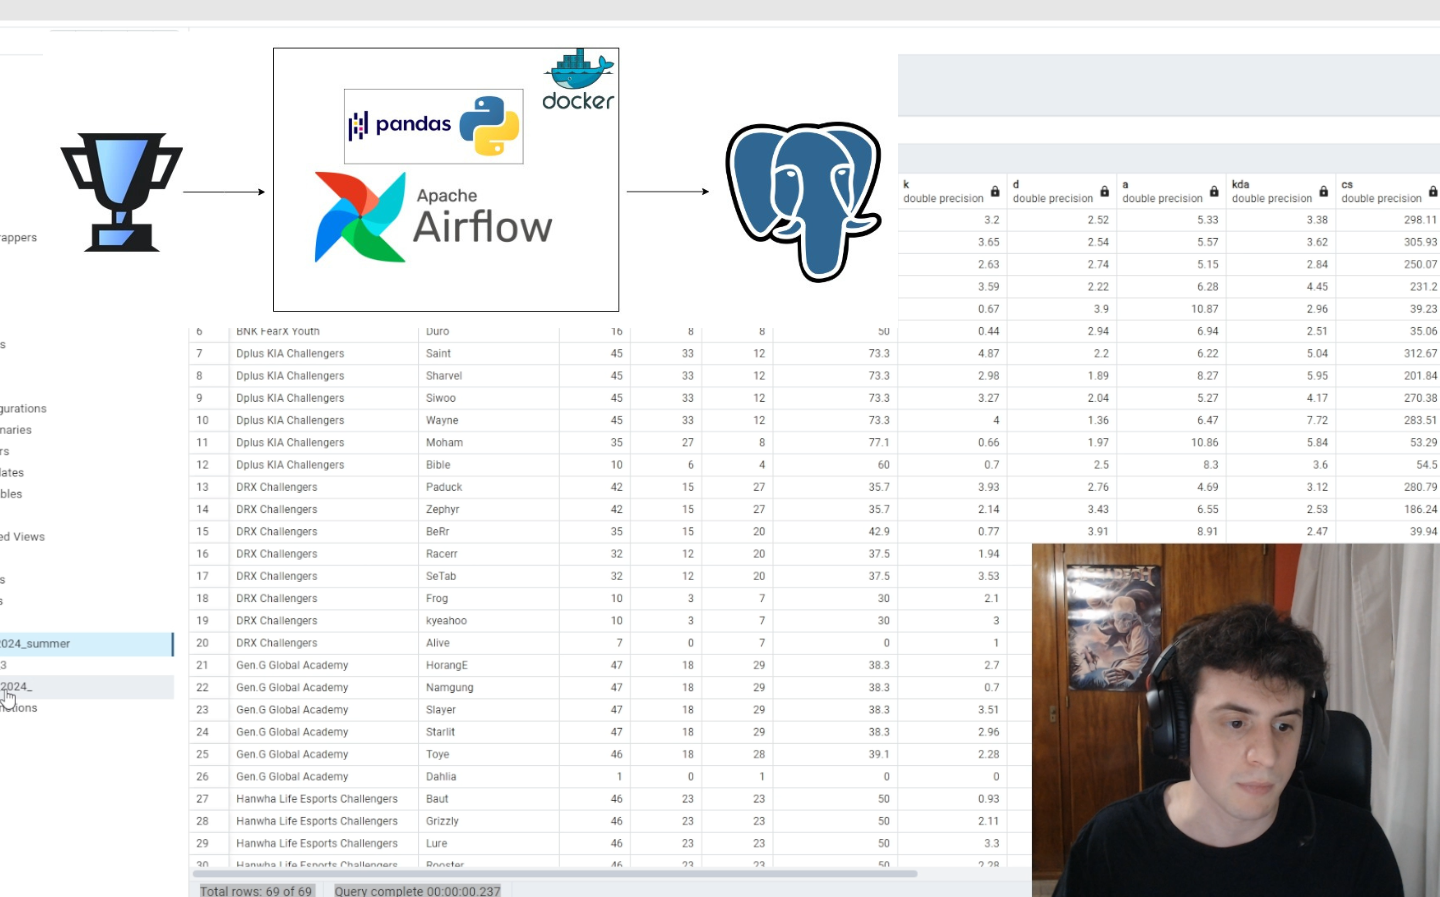 docker
pandas
Apache
Airflow
k d a kda cs
double precision double precision double precision double precision double precision
3.2 2.52 5.33 3.38 298.11
rappers 3.65 2.54 5.57 3.62 305.93
2.63 2.74 5.15 2.84 250.07
3.59 2.22 6.28 4.45 231.2
0.67 3.9 10.87 2.96 39.23
6 BNK FearX Youth Duro 16 8 8 50 0.44 2.94 6.94 2.51 35.06
s
7 Dplus KIA Challengers Saint 45 33 12 73.3 4.87 2.2 6.22 5.04 312.67
8 Dplus KIA Challengers Sharvel 45 33 12 73.3 2.98 1.89 8.27 5.95 201.84
9 Dplus KIA Challengers Siwoo 45 33 12 73.3 3.27 2.04 5.27 4.17 270.38
gurations
10 Dplus KIA Challengers Wayne 45 33 12 73.3 4 1.36 6.47 7.72 283.51
naries
11 Dplus KIA Challengers Moham 35 27 8 77.1 0.66 1.97 10.86 5.84 53.29
rs
12 Dplus KIA Challengers Bible 10 6 4 60 0.7 2.5 8.3 3.6 54.5
lates
13 DRX Challengers Paduck 42 15 27 35.7 3.93 2.76 4.69 3.12 280.79
bles
14 DRX Challengers Zephyr 42 15 27 35.7 2.14 3.43 6.55 2.53 186.24
15 DRX Challengers BeRr 35 15 20 42.9 0.77 3.91 8.91 2.47 39.94
ed Views
16 DRX Challengers Racerr 32 12 20 37.5 1.94
17 DRX Challengers SeTab 32 12 20 37.5 3.53
s
18 DRX Challengers Frog 10 3 7 30 2.1
s
19 DRX Challengers kyeahoo 10 3 7 30 3
20 DRX Challengers Alive 7 0 7 0 1
2024_summer
21 Gen.G Global Academy HorangE 47 18 29 38.3 2.7
3
22 Gen.G Global Academy Namgung 47 18 29 38.3 0.7
2024_
23 Gen.G Global Academy Slayer 47 18 29 38.3 3.51
24 Gen.G Global Academy Starlit 47 18 29 38.3 2.96
25 Gen.G Global Academy Toye 46 18 28 39.1 2.28
26 Gen.G Global Academy Dahlia 1 0 1 0 0
27 Hanwha Life Esports Challengers Baut 46 23 23 50 0.93
28 Hanwha Life Esports Challengers Grizzly 46 23 23 50 2.11
29 Hanwha Life Esports Challengers Lure 46 23 23 50 3.3
30 Hanwha Life Esports Challengers Rooster 46 23 23 50 2.28
Total rows: 69 of 69 Query complete 00:00:00.237